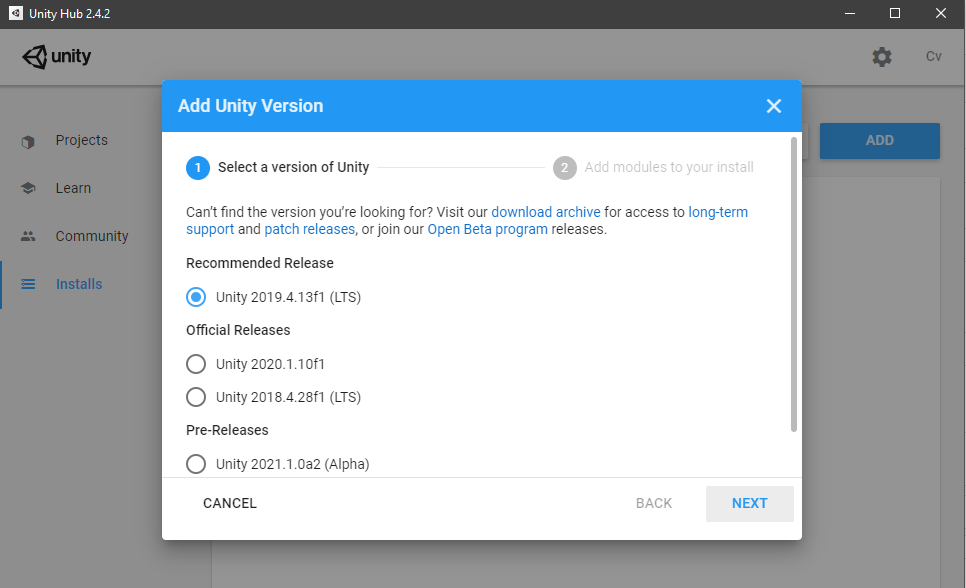 Unity Hub 2.4.2
unity
Cv
Add Unity Version
Projects
ADD
1 Select a version of Unity
2 Add modules to your install
Learn
Can't find the version you're looking for? Visit our download archive for access to long-term
support and patch releases, or join our Open Beta program releases.
Community
Recommended Release
Installs
Unity 2019.4.13f1 (LTS)
Official Releases
Unity 2020.1.10f1
Unity 2018.4.28f1 (LTS)
Pre-Releases
Unity 2021.1.0a2 (Alpha)
CANCEL
BACK
NEXT